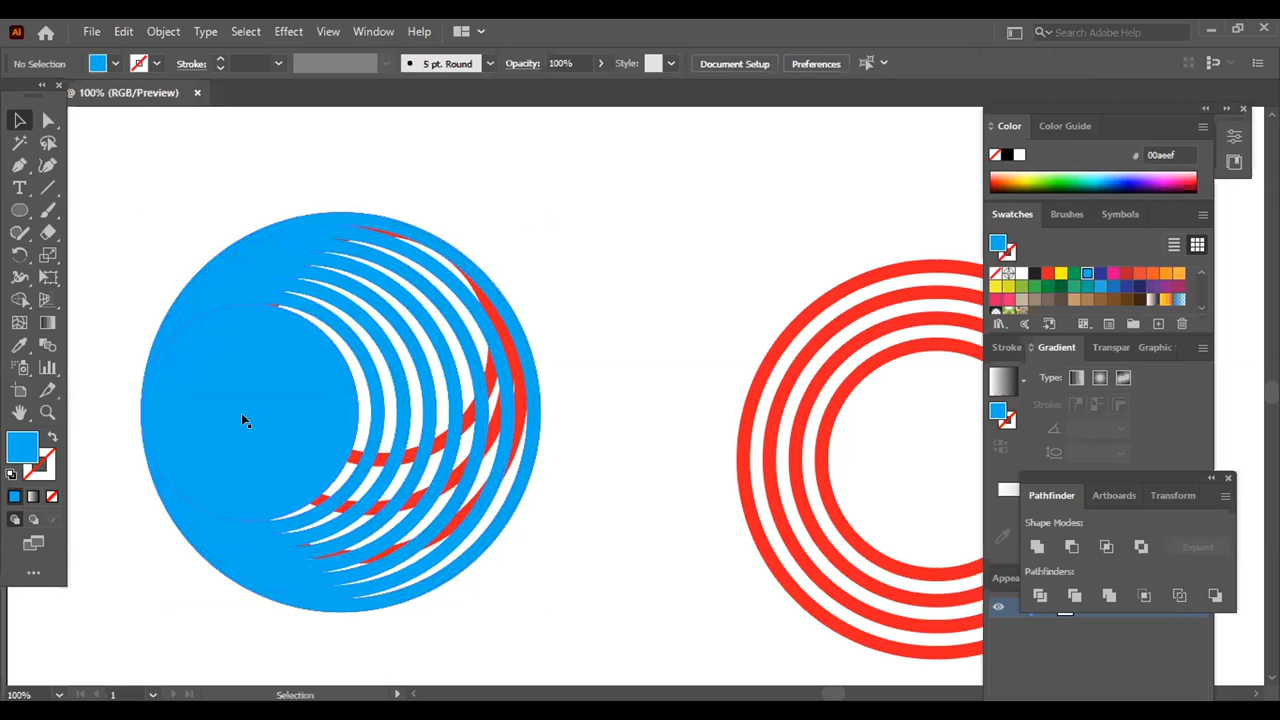 Ai File Edit Object Type Select Effect View Window Help Search Adobe Help
No Selection Stroke: 5 pt. Round Opacity: 100% Style: Document Setup Preferences
@ 100% (RGB/Preview)
Color Color Guide
# 00aeef
Swatches Brushes Symbols
Stroke Gradient Transpar Graphic
Type:
Stroke:
Pathfinder Artboards Transform
Shape Modes:
Expand
Pathfinders:
Appea
100% 1 Selection